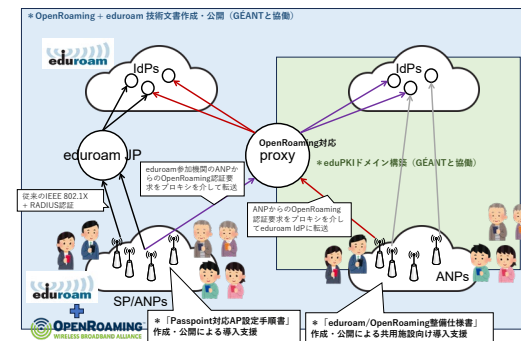 ＊OpenRoaming + eduroam 技術文書作成・公開（GÉANTと協働）
eduroam
IdPs
IdPs
OpenRoaming対応
proxy
eduroam JP
＊eduPKIドメイン構築（GÉANTと協働）
eduroam参加機関のANPか
らのOpenRoaming認証要
求をプロキシを介して転送
従来のIEEE 802.1X
+ RADIUS認証
ANPからのOpenRoaming
認証要求をプロキシを介し
てeduroam IdPに転送
eduroam
SP/ANPs
ANPs
OPENROAMING
WIRELESS BROADBAND ALLIANCE
＊「Passpoint対応AP設定手順書」
作成・公開による導入支援
＊「eduroam/OpenRoaming整備仕様書」
作成・公開による共用施設向け導入支援